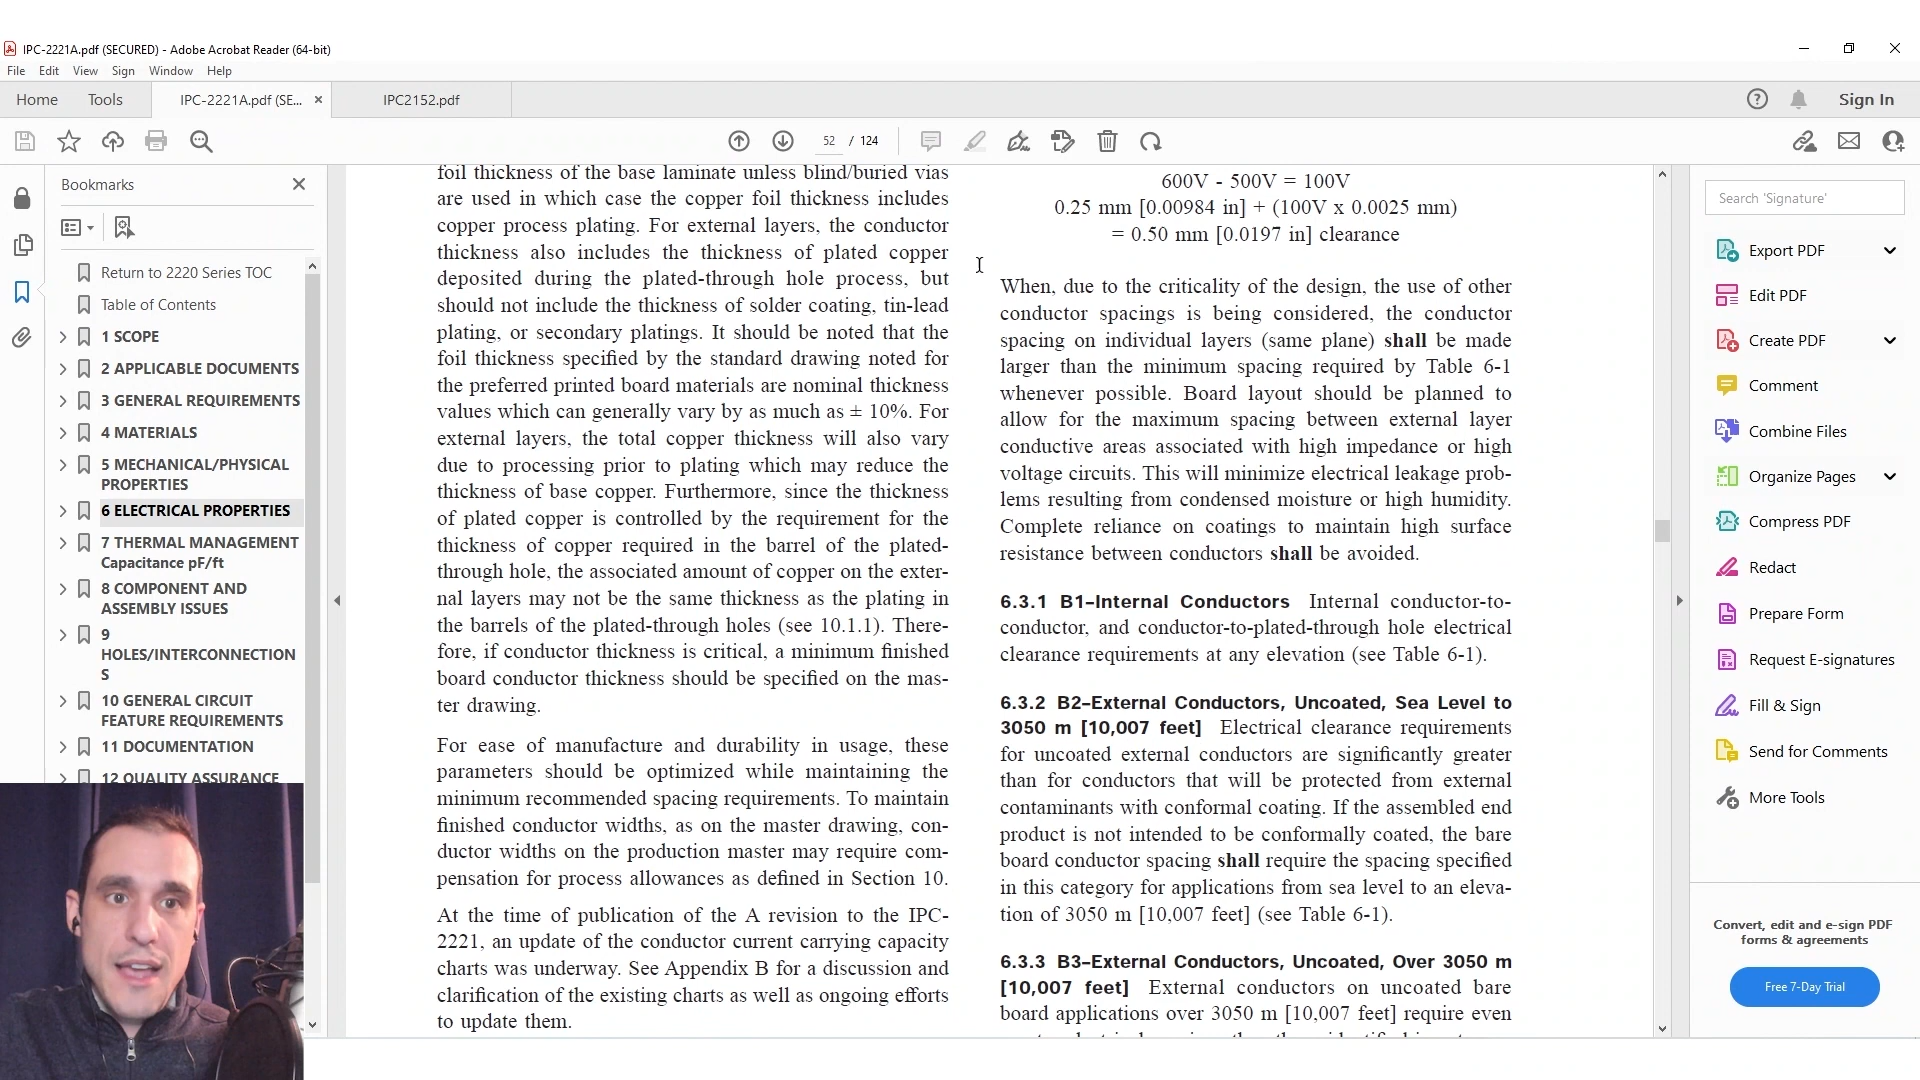 IPC-2221A.pdf (SECURED) - Adobe Acrobat Reader (64-bit)
File Edit View Sign Window Help
Home Tools IPC-2221A.pdf (SE... × IPC2152.pdf Sign In
52 / 124
Bookmarks
Return to 2220 Series TOC
Table of Contents
1 SCOPE
2 APPLICABLE DOCUMENTS
3 GENERAL REQUIREMENTS
4 MATERIALS
5 MECHANICAL/PHYSICAL
PROPERTIES
6 ELECTRICAL PROPERTIES
7 THERMAL MANAGEMENT
Capacitance pF/ft
8 COMPONENT AND
ASSEMBLY ISSUES
9
HOLES/INTERCONNECTION
S
10 GENERAL CIRCUIT
FEATURE REQUIREMENTS
11 DOCUMENTATION
12 QUALITY ASSURANCE
foil thickness of the base laminate unless blind/buried vias
are used in which case the copper foil thickness includes
copper process plating. For external layers, the conductor
thickness also includes the thickness of plated copper
deposited during the plated-through hole process, but
should not include the thickness of solder coating, tin-lead
plating, or secondary platings. It should be noted that the
foil thickness specified by the standard drawing noted for
the preferred printed board materials are nominal thickness
values which can generally vary by as much as ± 10%. For
external layers, the total copper thickness will also vary
due to processing prior to plating which may reduce the
thickness of base copper. Furthermore, since the thickness
of plated copper is controlled by the requirement for the
thickness of copper required in the barrel of the plated-
through hole, the associated amount of copper on the exter-
nal layers may not be the same thickness as the plating in
the barrels of the plated-through holes (see 10.1.1). There-
fore, if conductor thickness is critical, a minimum finished
board conductor thickness should be specified on the mas-
ter drawing.
For ease of manufacture and durability in usage, these
parameters should be optimized while maintaining the
minimum recommended spacing requirements. To maintain
finished conductor widths, as on the master drawing, con-
ductor widths on the production master may require com-
pensation for process allowances as defined in Section 10.
At the time of publication of the A revision to the IPC-
2221, an update of the conductor current carrying capacity
charts was underway. See Appendix B for a discussion and
clarification of the existing charts as well as ongoing efforts
to update them.
600V - 500V = 100V
0.25 mm [0.00984 in] + (100V x 0.0025 mm)
= 0.50 mm [0.0197 in] clearance
When, due to the criticality of the design, the use of other
conductor spacings is being considered, the conductor
spacing on individual layers (same plane) shall be made
larger than the minimum spacing required by Table 6-1
whenever possible. Board layout should be planned to
allow for the maximum spacing between external layer
conductive areas associated with high impedance or high
voltage circuits. This will minimize electrical leakage prob-
lems resulting from condensed moisture or high humidity.
Complete reliance on coatings to maintain high surface
resistance between conductors shall be avoided.
6.3.1 B1–Internal Conductors Internal conductor-to-
conductor, and conductor-to-plated-through hole electrical
clearance requirements at any elevation (see Table 6-1).
6.3.2 B2–External Conductors, Uncoated, Sea Level to
3050 m [10,007 feet] Electrical clearance requirements
for uncoated external conductors are significantly greater
than for conductors that will be protected from external
contaminants with conformal coating. If the assembled end
product is not intended to be conformally coated, the bare
board conductor spacing shall require the spacing specified
in this category for applications from sea level to an eleva-
tion of 3050 m [10,007 feet] (see Table 6-1).
6.3.3 B3–External Conductors, Uncoated, Over 3050 m
[10,007 feet] External conductors on uncoated bare
board applications over 3050 m [10,007 feet] require even
Search 'Signature'
Export PDF
Edit PDF
Create PDF
Comment
Combine Files
Organize Pages
Compress PDF
Redact
Prepare Form
Request E-signatures
Fill & Sign
Send for Comments
More Tools
Convert, edit and e-sign PDF
forms & agreements
Free 7-Day Trial